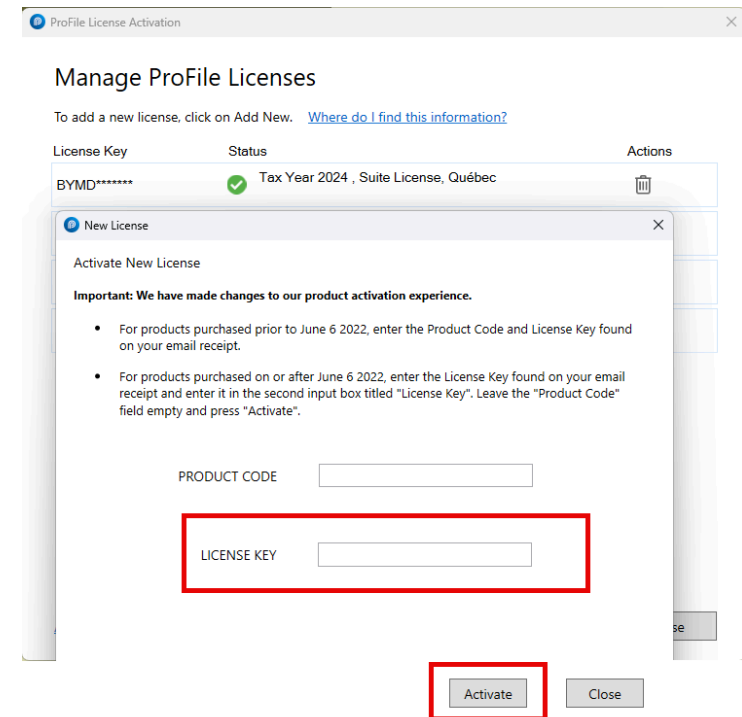 ProFile License Activation
Manage ProFile Licenses
To add a new license, click on Add New. Where do I find this information?
License Key Status Actions
BYMD******* Tax Year 2024 , Suite License, Québec
New License
Activate New License
Important: We have made changes to our product activation experience.
• For products purchased prior to June 6 2022, enter the Product Code and License Key found
on your email receipt.
• For products purchased on or after June 6 2022, enter the License Key found on your email
receipt and enter it in the second input box titled "License Key". Leave the "Product Code"
field empty and press "Activate".
PRODUCT CODE
LICENSE KEY
se
Activate Close